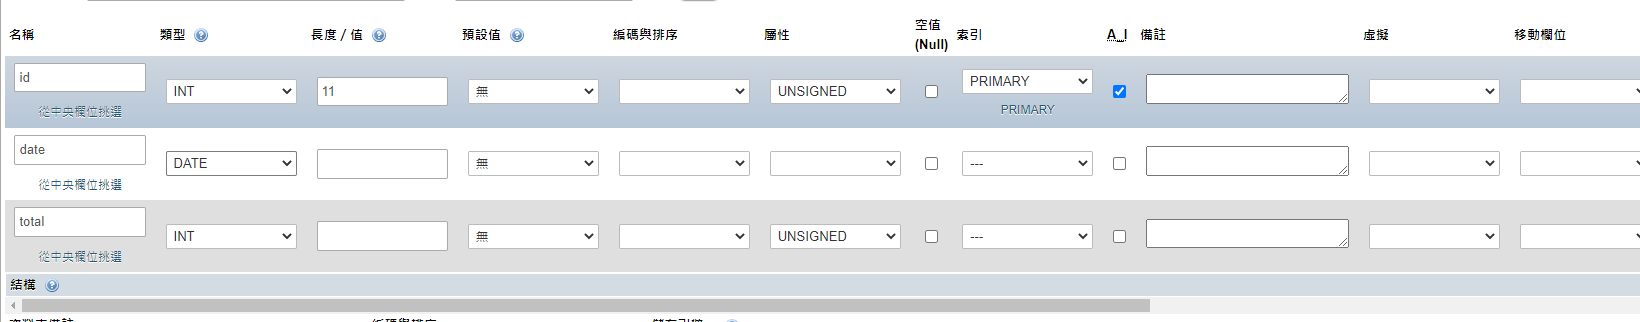 名稱 類型 長度 / 值 預設值 編碼與排序 屬性 空值 (Null) 索引 A_I 備註 虛擬 移動欄位
id INT 11 無 UNSIGNED PRIMARY
從中央欄位挑選 PRIMARY
date DATE 無 ---
從中央欄位挑選
total INT 無 UNSIGNED ---
從中央欄位挑選
結構